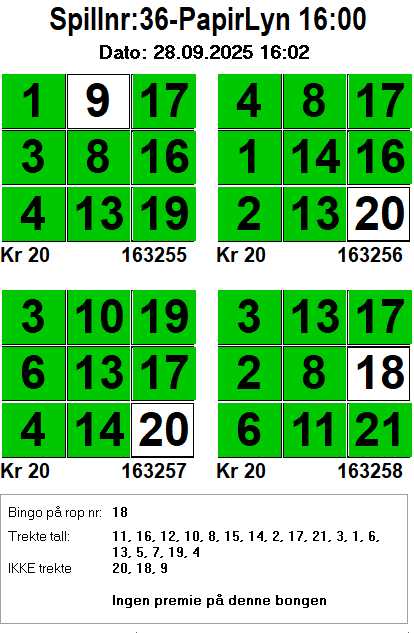 Spillnr:36-PapirLyn 16:00
Dato: 28.09.2025 16:02
1 9 17
3 8 16
4 13 19
Kr 20 163255
4 8 17
1 14 16
2 13 20
Kr 20 163256
3 10 19
6 13 17
4 14 20
Kr 20 163257
3 13 17
2 8 18
6 11 21
Kr 20 163258
Bingo på rop nr: 18
Trekte tall: 11, 16, 12, 10, 8, 15, 14, 2, 17, 21, 3, 1, 6,
13, 5, 7, 19, 4
IKKE trekte 20, 18, 9
Ingen premie på denne bongen